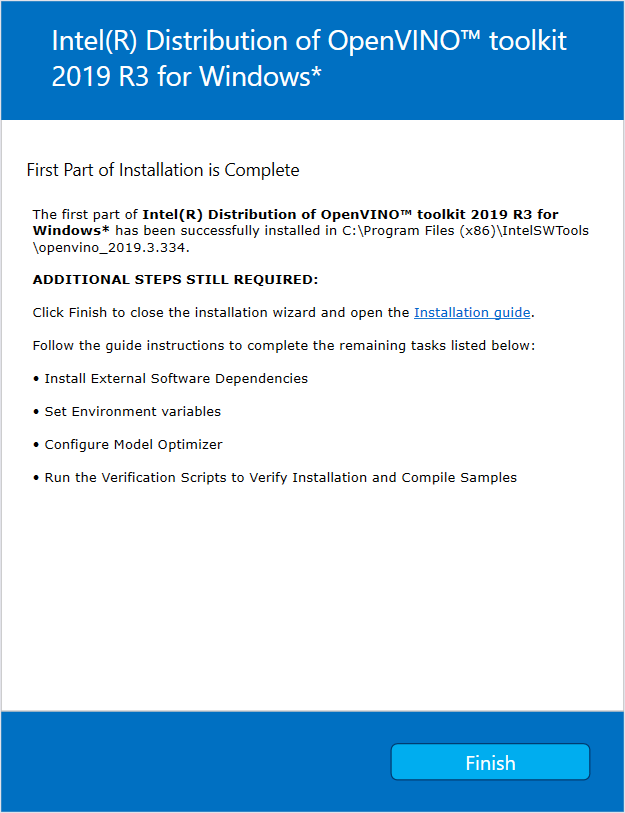 Intel(R) Distribution of OpenVINO™ toolkit
2019 R3 for Windows*
First Part of Installation is Complete
The first part of Intel(R) Distribution of OpenVINO™ toolkit 2019 R3 for
Windows* has been successfully installed in C:\Program Files (x86)\IntelSWTools
\openvino_2019.3.334.
ADDITIONAL STEPS STILL REQUIRED:
Click Finish to close the installation wizard and open the Installation guide.
Follow the guide instructions to complete the remaining tasks listed below:
• Install External Software Dependencies
• Set Environment variables
• Configure Model Optimizer
• Run the Verification Scripts to Verify Installation and Compile Samples
Finish